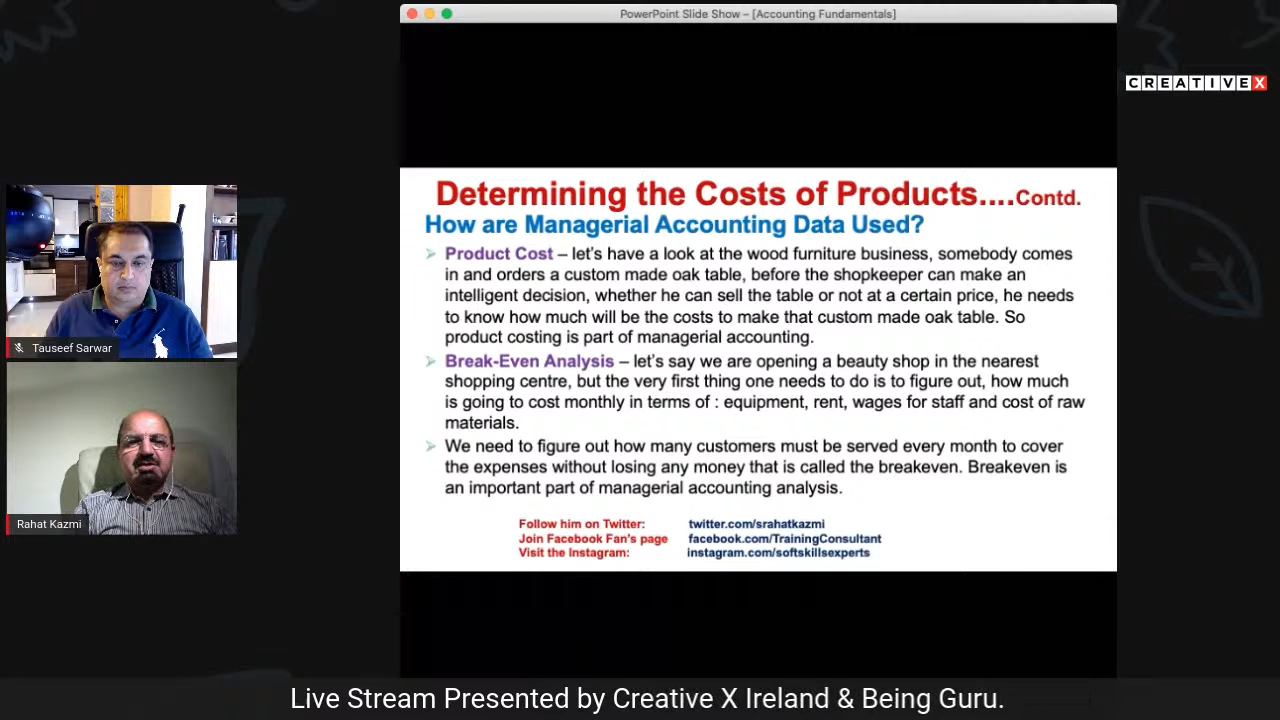 PowerPoint Slide Show – [Accounting Fundamentals]
CREATIVEX
Determining the Costs of Products....Contd.
How are Managerial Accounting Data Used?
Product Cost – let's have a look at the wood furniture business, somebody comes
in and orders a custom made oak table, before the shopkeeper can make an
intelligent decision, whether he can sell the table or not at a certain price, he needs
to know how much will be the costs to make that custom made oak table. So
product costing is part of managerial accounting.
Break-Even Analysis – let's say we are opening a beauty shop in the nearest
shopping centre, but the very first thing one needs to do is to figure out, how much
is going to cost monthly in terms of : equipment, rent, wages for staff and cost of raw
materials.
We need to figure out how many customers must be served every month to cover
the expenses without losing any money that is called the breakeven. Breakeven is
an important part of managerial accounting analysis.
Follow him on Twitter: twitter.com/srahatkazmi
Join Facebook Fan's page facebook.com/TrainingConsultant
Visit the Instagram: instagram.com/softskillsexperts
Tauseef Sarwar
Rahat Kazmi
Live Stream Presented by Creative X Ireland & Being Guru.